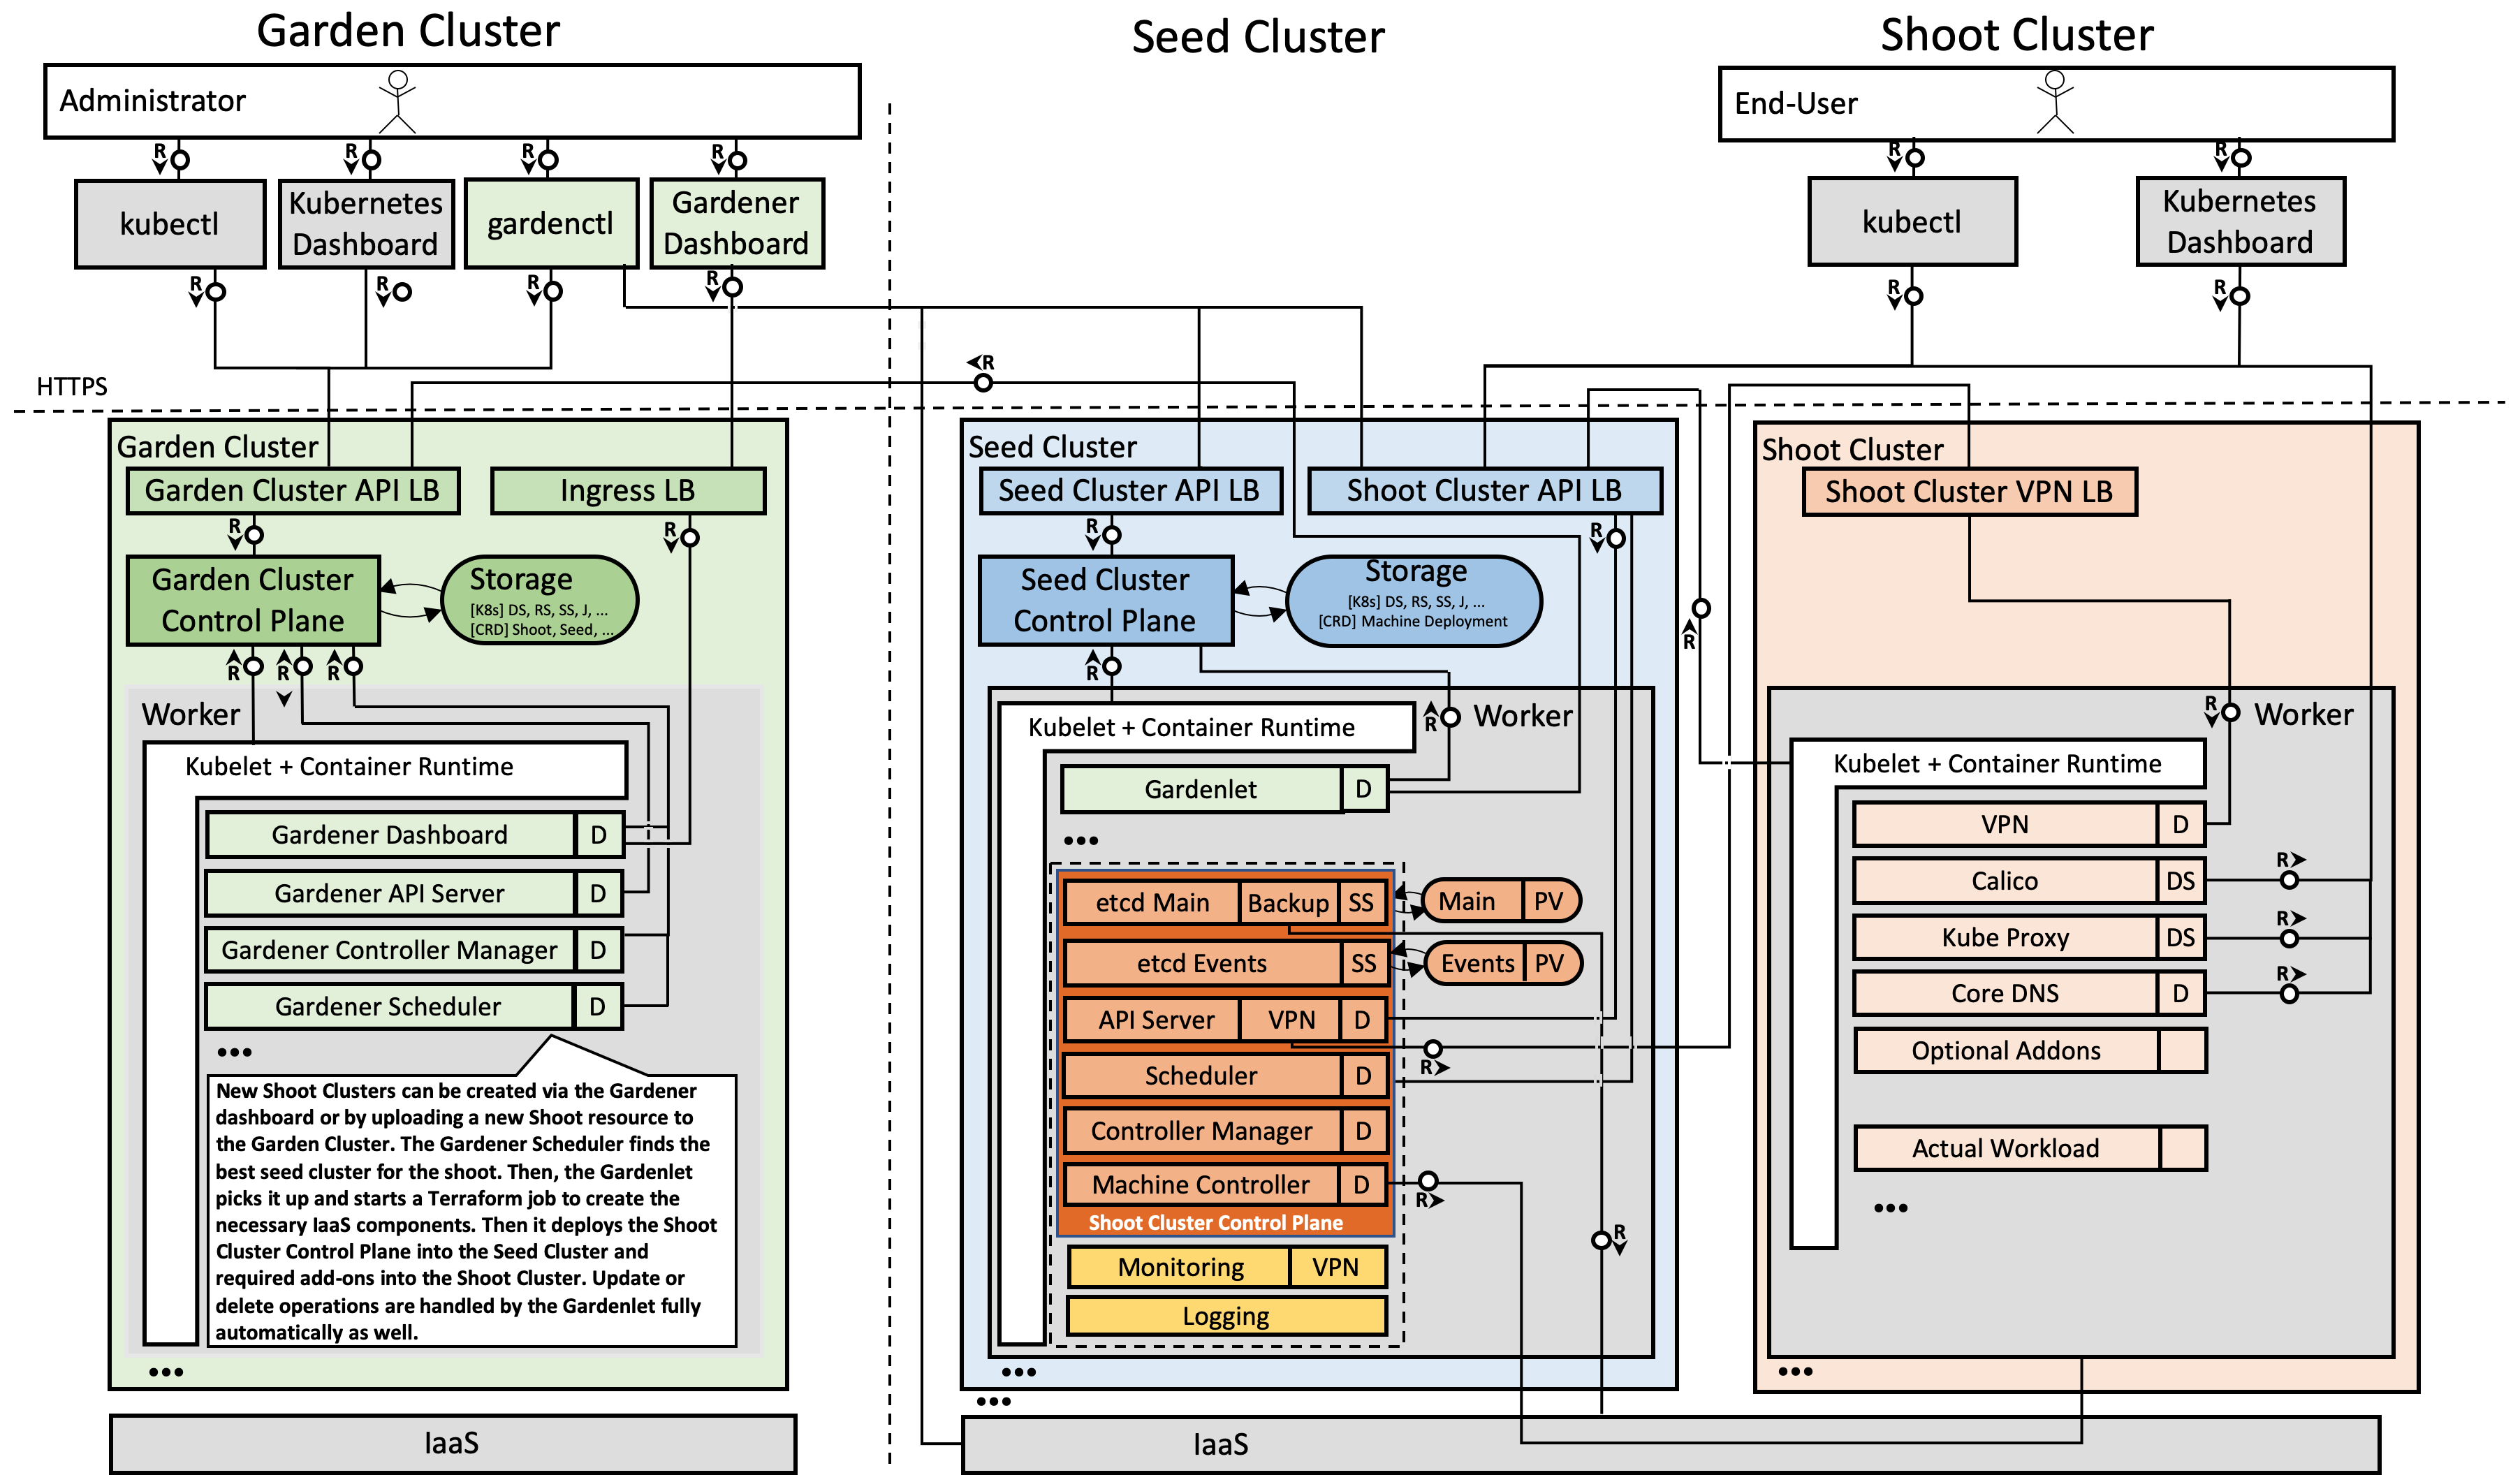 Garden Cluster
Seed Cluster
Shoot Cluster
Administrator
End-User
R
R
R
R
R
R
kubectl
Kubernetes
Dashboard
gardenctl
Gardener
Dashboard
kubectl
Kubernetes
Dashboard
R
R
R
R
R
R
R
HTTPS
Garden Cluster
Garden Cluster API LB
Ingress LB
R
R
Garden Cluster
Control Plane
Storage
[K8s] DS, RS, SS, J, ...
[CRD] Shoot, Seed, ...
R
R
R
Worker
Kubelet + Container Runtime
Gardener Dashboard
D
Gardener API Server
D
Gardener Controller Manager
D
Gardener Scheduler
D
•••
New Shoot Clusters can be created via the Gardener
dashboard or by uploading a new Shoot resource to
the Garden Cluster. The Gardener Scheduler finds the
best seed cluster for the shoot. Then, the Gardenlet
picks it up and starts a Terraform job to create the
necessary IaaS components. Then it deploys the Shoot
Cluster Control Plane into the Seed Cluster and
required add-ons into the Shoot Cluster. Update or
delete operations are handled by the Gardenlet fully
automatically as well.
•••
IaaS
Seed Cluster
Seed Cluster API LB
Shoot Cluster API LB
R
R
Seed Cluster
Control Plane
Storage
[K8s] DS, RS, SS, J, ...
[CRD] Machine Deployment
R
R
R
Worker
Kubelet + Container Runtime
Gardenlet
D
•••
etcd Main
Backup
SS
Main
PV
etcd Events
SS
Events
PV
API Server
VPN
D
R
Scheduler
D
Controller Manager
D
Machine Controller
D
R
Shoot Cluster Control Plane
R
Monitoring
VPN
Logging
•••
•••
IaaS
Shoot Cluster
Shoot Cluster VPN LB
R
Worker
Kubelet + Container Runtime
VPN
D
Calico
DS
R
Kube Proxy
DS
R
Core DNS
D
R
Optional Addons
Actual Workload
•••
•••